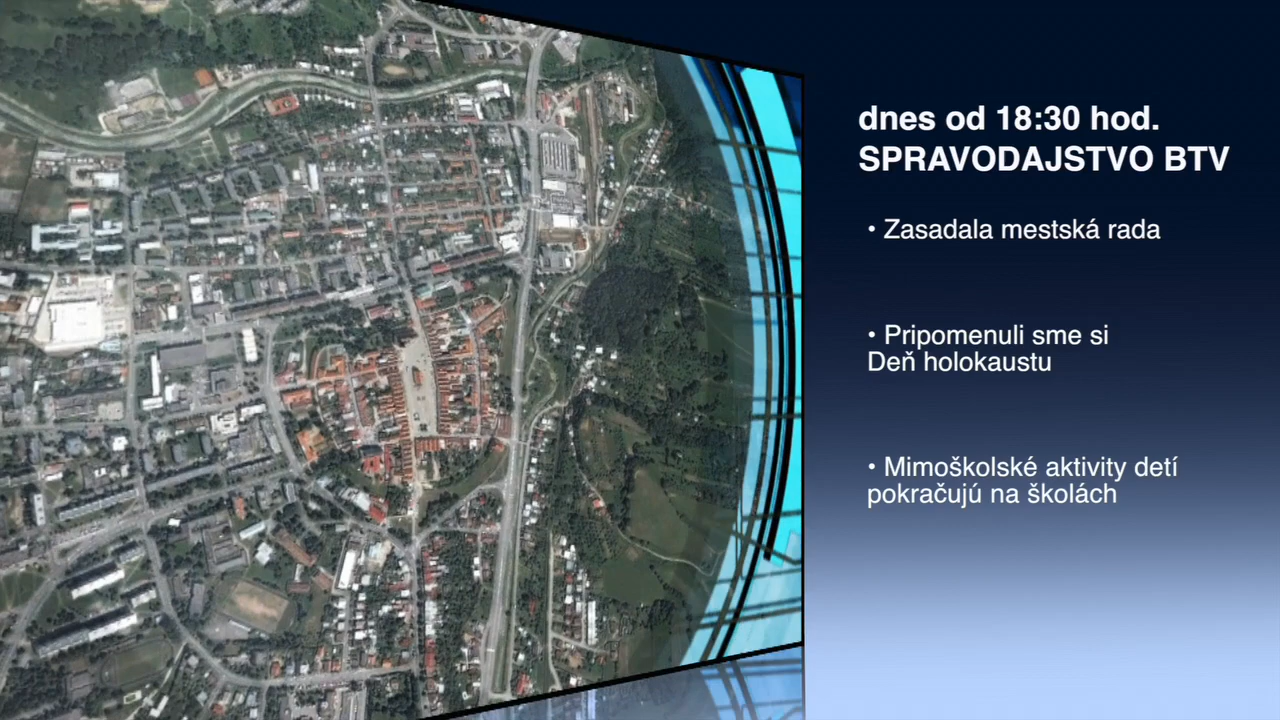 dnes od 18:30 hod.
SPRAVODAJSTVO BTV
• Zasadala mestská rada
• Pripomenuli sme si
Deň holokaustu
• Mimoškolské aktivity detí
pokračujú na školách